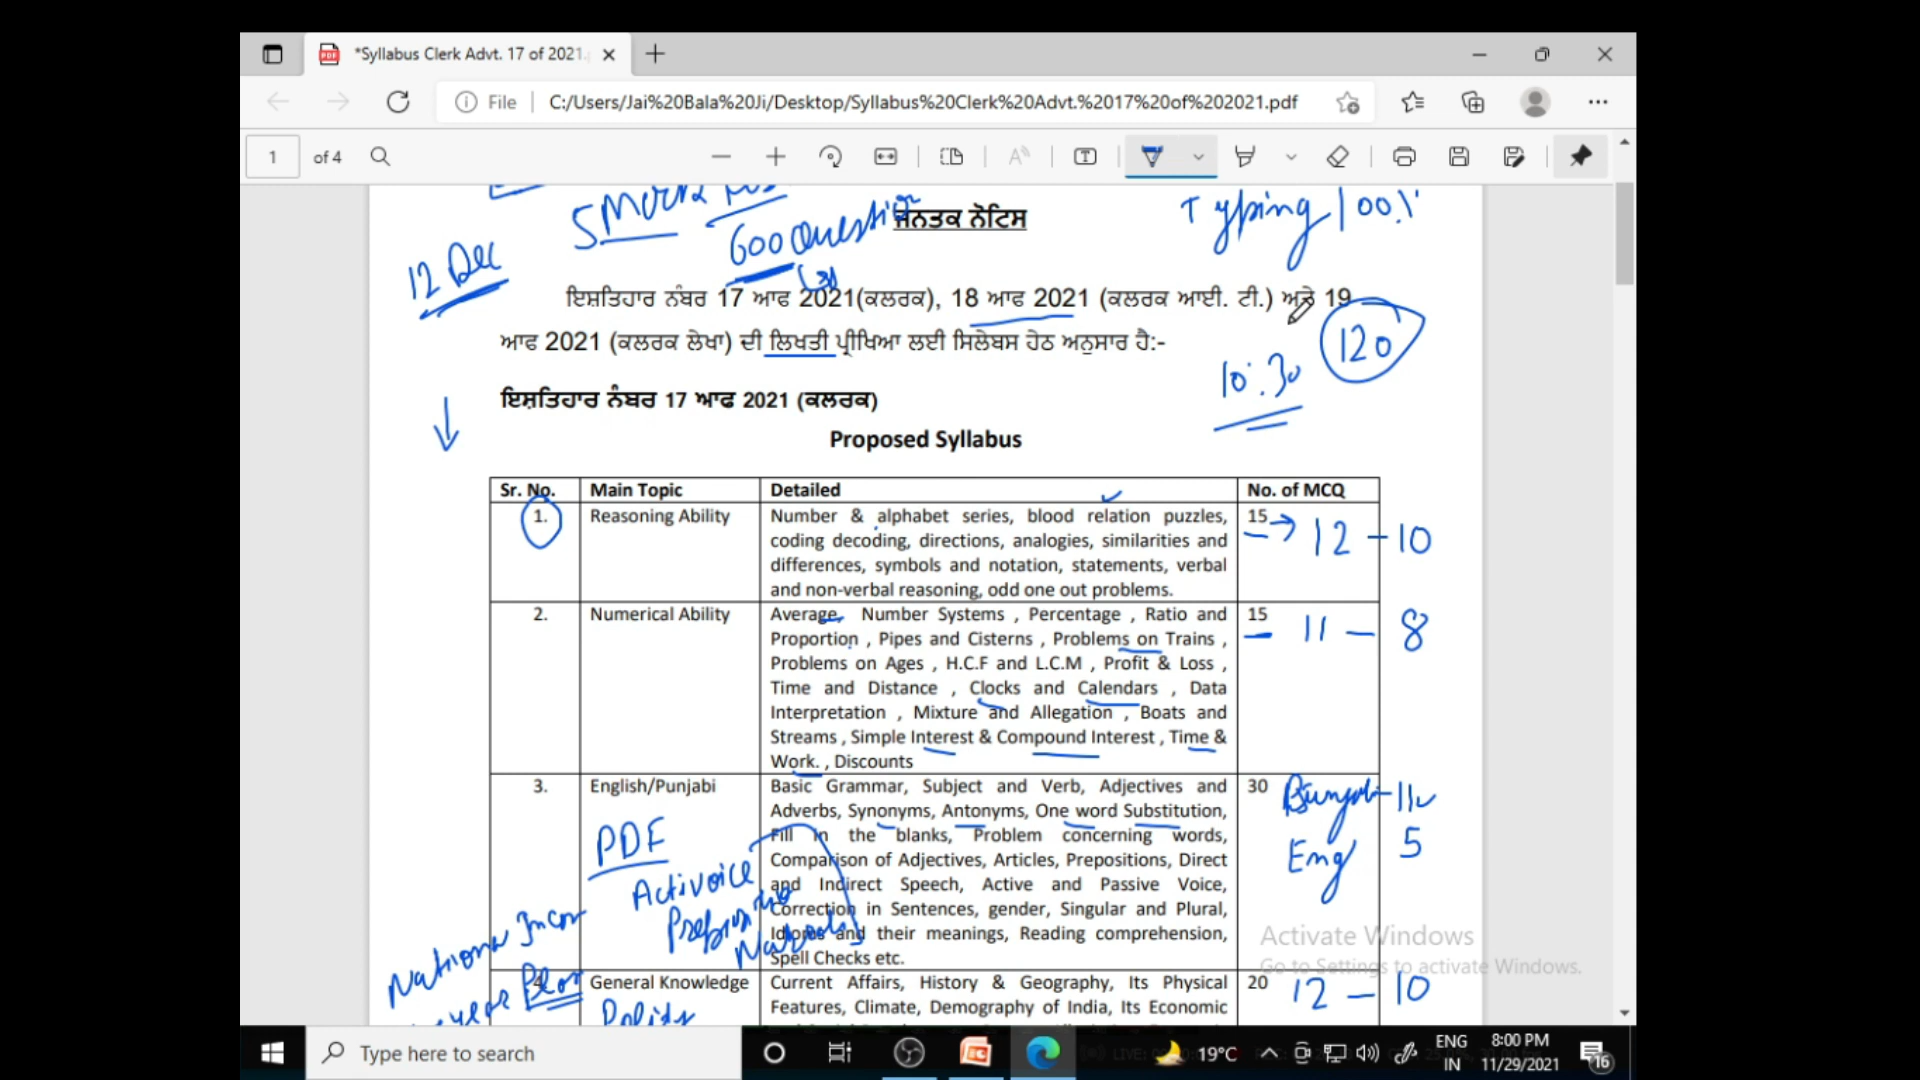 *Syllabus Clerk Advt. 17 of 2021.
File C:/Users/Jai%20Bala%20Ji/Desktop/Syllabus%20Clerk%20Advt.%2017%20of%202021.pdf
1 of 4
5 Mock
600 Question
ਜਨਤਕ ਨੋਟਿਸ
Typing 100%
12 Dec
ਇਸ਼ਤਿਹਾਰ ਨੰਬਰ 17 ਆਫ 2021(ਕਲਰਕ), 18 ਆਫ 2021 (ਕਲਰਕ ਆਈ. ਟੀ.) ਅਤੇ 19
ਆਫ 2021 (ਕਲਰਕ ਲੇਖਾ) ਦੀ ਲਿਖਤੀ ਪ੍ਰੀਖਿਆ ਲਈ ਸਿਲੇਬਸ ਹੇਠ ਅਨੁਸਾਰ ਹੈ:-
120
10:30
ਇਸ਼ਤਿਹਾਰ ਨੰਬਰ 17 ਆਫ 2021 (ਕਲਰਕ)
Proposed Syllabus
Sr. No. Main Topic Detailed No. of MCQ
1. Reasoning Ability Number & alphabet series, blood relation puzzles, 15 → 12 – 10
coding decoding, directions, analogies, similarities and
differences, symbols and notation, statements, verbal
and non-verbal reasoning, odd one out problems.
2. Numerical Ability Average, Number Systems , Percentage , Ratio and 15 – 11 – 8
Proportion , Pipes and Cisterns , Problems on Trains ,
Problems on Ages , H.C.F and L.C.M , Profit & Loss ,
Time and Distance , Clocks and Calendars , Data
Interpretation , Mixture and Allegation , Boats and
Streams , Simple Interest & Compound Interest , Time &
Work. , Discounts
3. English/Punjabi Basic Grammar, Subject and Verb, Adjectives and 30 11
Adverbs, Synonyms, Antonyms, One word Substitution,
Fill in the blanks, Problem concerning words,
Comparison of Adjectives, Articles, Prepositions, Direct
and Indirect Speech, Active and Passive Voice,
Correction in Sentences, gender, Singular and Plural,
Idioms and their meanings, Reading comprehension,
Spell Checks etc.
Eng 5
PDF
Activoice
National Incom
4. General Knowledge Current Affairs, History & Geography, Its Physical 20 12 – 10
Features, Climate, Demography of India, Its Economic
Polity
Activate Windows
Go to Settings to activate Windows.
Type here to search
19°C
ENG
IN
8:00 PM
11/29/2021
16